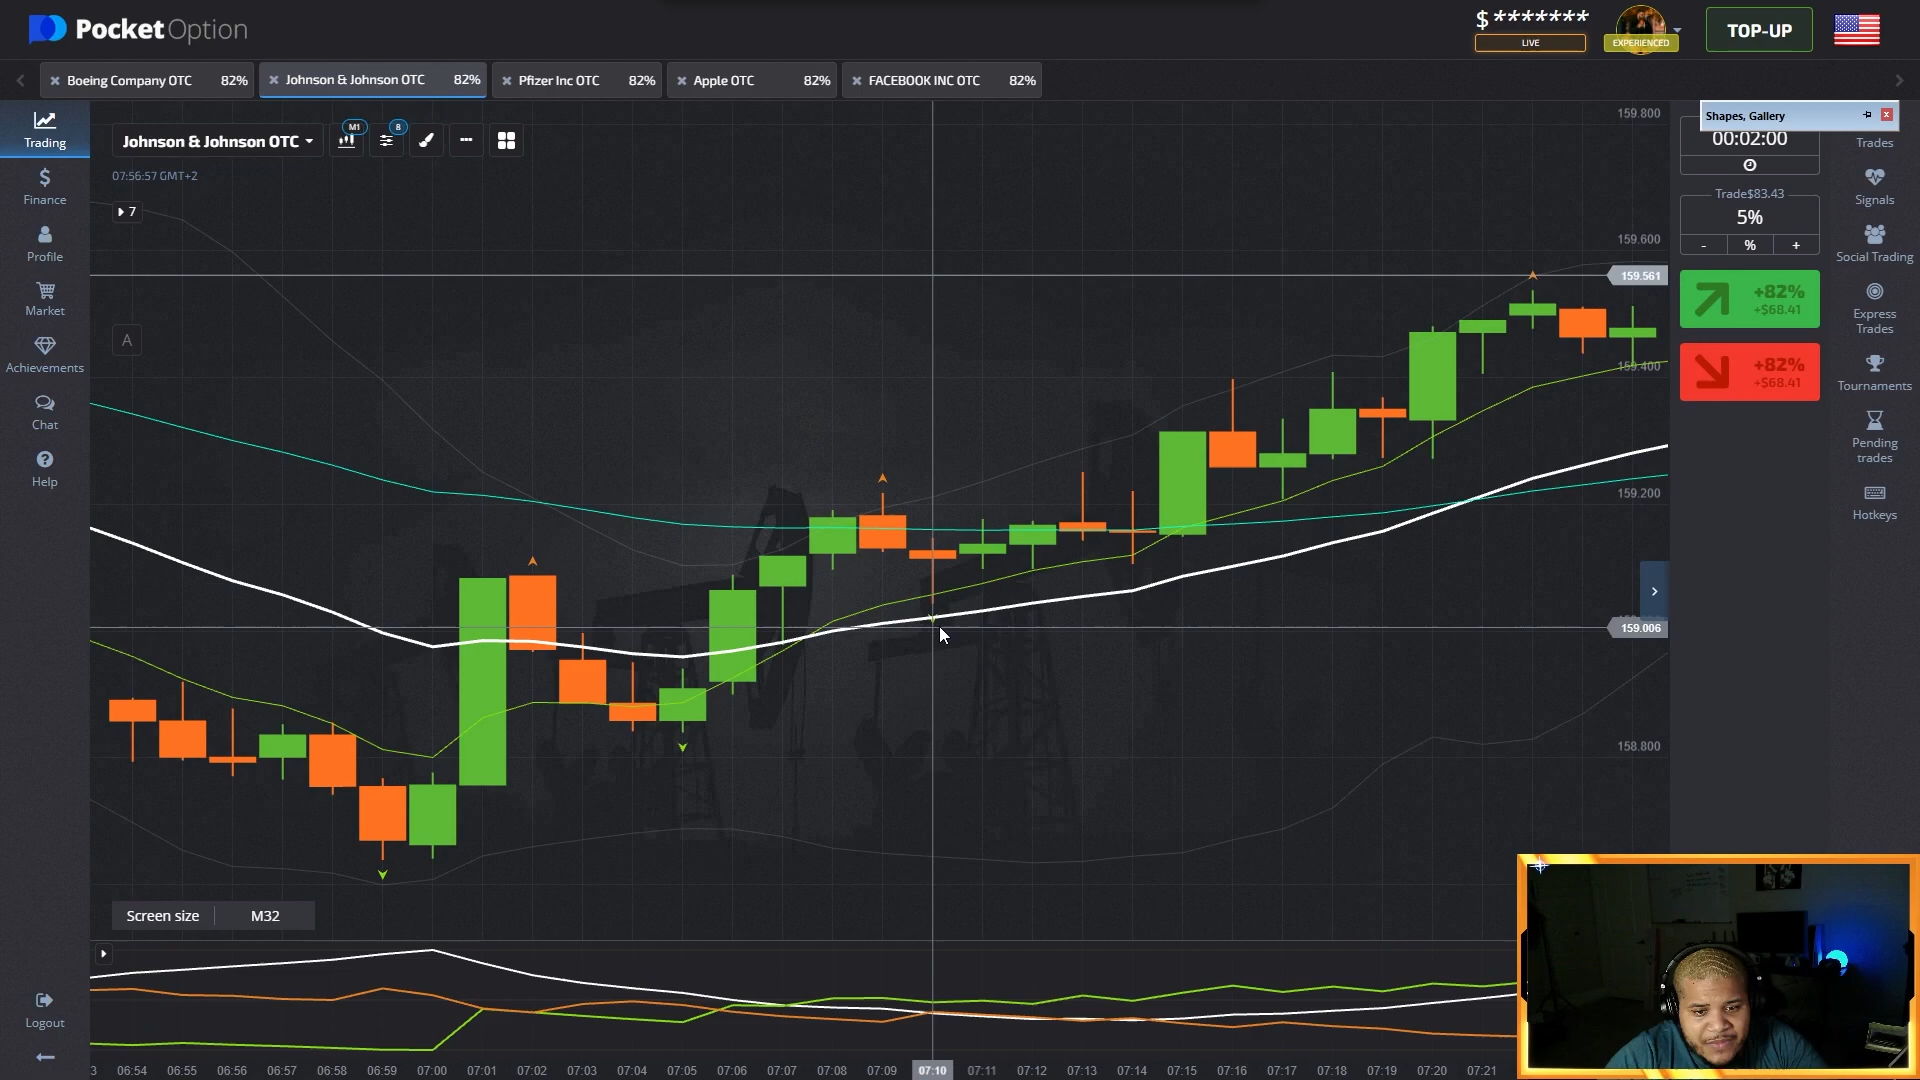 PocketOption
$ *******
LIVE
EXPERIENCED
TOP-UP
Boeing Company OTC 82%
Johnson & Johnson OTC 82%
Pfizer Inc OTC 82%
Apple OTC 82%
FACEBOOK INC OTC 82%
Trading
Finance
Profile
Market
Achievements
Chat
Help
Logout
Johnson & Johnson OTC
M1
8
07:56:57 GMT+2
7
A
159.800
159.600
159.561
159.400
159.200
159.006
158.800
Shapes, Gallery
00:02:00
Trade$83.43
5%
- % +
+82%
+$68.41
+82%
+$68.41
Trades
Signals
Social Trading
Express
Trades
Tournaments
Pending
trades
Hotkeys
Screen size M32
3 06:54 06:55 06:56 06:57 06:58 06:59 07:00 07:01 07:02 07:03 07:04 07:05 07:06 07:07 07:08 07:09 07:10 07:11 07:12 07:13 07:14 07:15 07:16 07:17 07:18 07:19 07:20 07:21